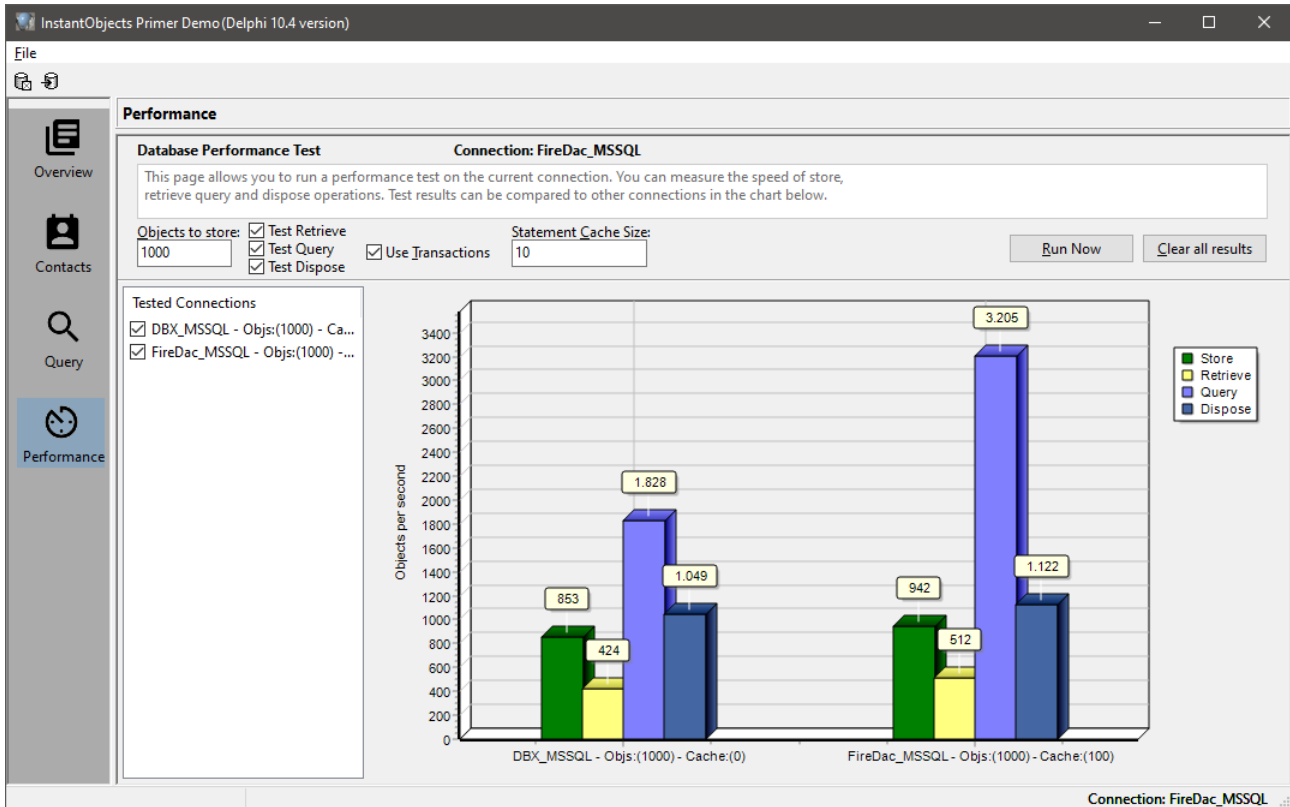 InstantObjects Primer Demo (Delphi 10.4 version)
File
Overview
Contacts
Query
Performance
Performance
Database Performance Test
Connection: FireDac_MSSQL
This page allows you to run a performance test on the current connection. You can measure the speed of store,
retrieve query and dispose operations. Test results can be compared to other connections in the chart below.
Objects to store:
1000
Test Retrieve
Test Query
Test Dispose
Use Transactions
Statement Cache Size:
10
Run Now
Clear all results
Tested Connections
DBX_MSSQL - Objs:(1000) - Ca...
FireDac_MSSQL - Objs:(1000) -...
Objects per second
3400
3200
3000
2800
2600
2400
2200
2000
1800
1600
1400
1200
1000
800
600
400
200
0
853
424
1.828
1.049
942
512
3.205
1.122
DBX_MSSQL - Objs:(1000) - Cache:(0)
FireDac_MSSQL - Objs:(1000) - Cache:(100)
Store
Retrieve
Query
Dispose
Connection: FireDac_MSSQL